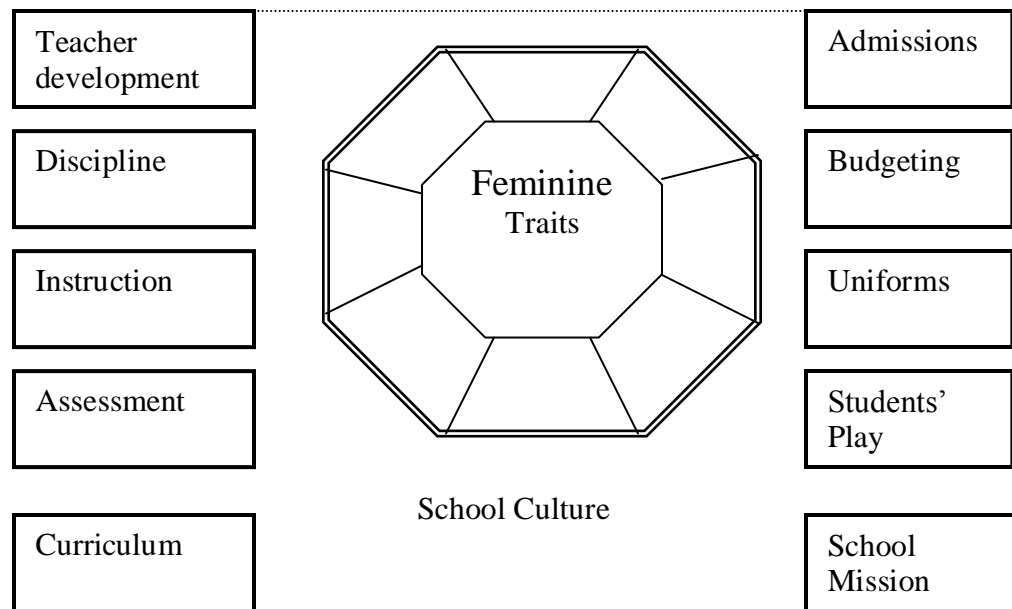 Teacher
development
Discipline
Instruction
Assessment
Curriculum
Feminine
Traits
School Culture
Admissions
Budgeting
Uniforms
Students’
Play
School
Mission